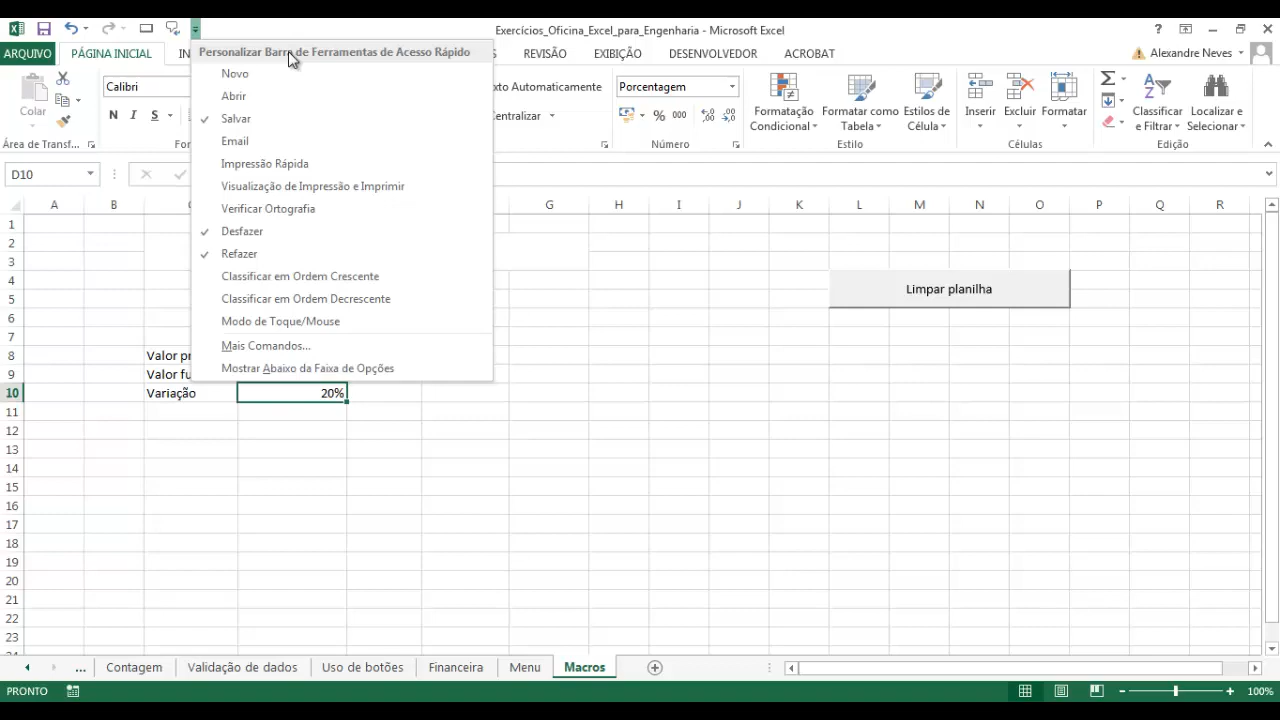 Exercícios_Oficina_Excel_para_Engenharia - Microsoft Excel
?
ARQUIVO
PÁGINA INICIAL
IN
S
REVISÃO
EXIBIÇÃO
DESENVOLVEDOR
ACROBAT
Alexandre Neves
Personalizar Barra de Ferramentas de Acesso Rápido
Novo
Abrir
Salvar
Email
Impressão Rápida
Visualização de Impressão e Imprimir
Verificar Ortografia
Desfazer
Refazer
Classificar em Ordem Crescente
Classificar em Ordem Decrescente
Modo de Toque/Mouse
Mais Comandos...
Mostrar Abaixo da Faixa de Opções
Colar
Calibri
N I S
Área de Transf...
For
xto Automaticamente
Centralizar
Porcentagem
% 000
Número
Formatação Condicional
Formatar como Tabela
Estilos de Célula
Estilo
Inserir
Excluir
Formatar
Células
Classificar e Filtrar
Localizar e Selecionar
Edição
D10
A B C G H I J K L M N O P Q R
1
2
3
4
5
6
7
8 Valor pr
9 Valor fu
10 Variação 20%
11
12
13
14
15
16
17
18
19
20
21
22
23
24
Limpar planilha
... Contagem Validação de dados Uso de botões Financeira Menu Macros
PRONTO
100%